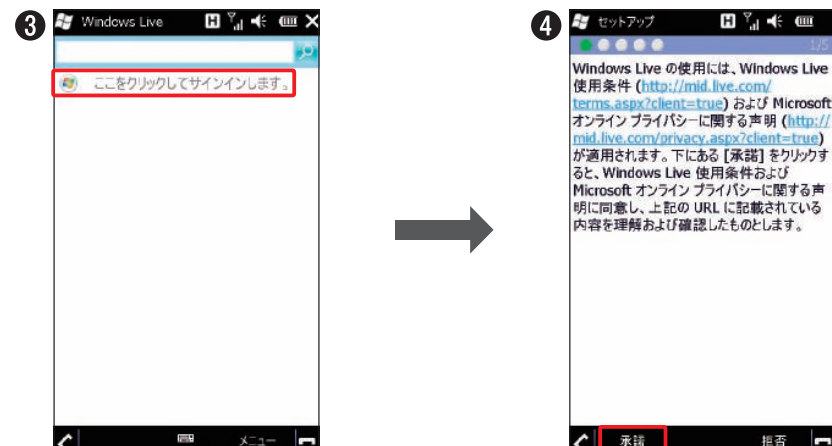 ③
Windows Live
H
ここをクリックしてサインインします。
メニュー
④
セットアップ
H
1/5
Windows Live の使用には、Windows Live
使用条件 (http://mid.live.com/
terms.aspx?client=true) および Microsoft
オンライン プライバシーに関する声明 (http://
mid.live.com/privacy.aspx?client=true)
が適用されます。下にある [承諾] をクリックす
ると、Windows Live 使用条件および
Microsoft オンライン プライバシーに関する声
明に同意し、上記の URL に記載されている
内容を理解および確認したものとします。
承諾
拒否